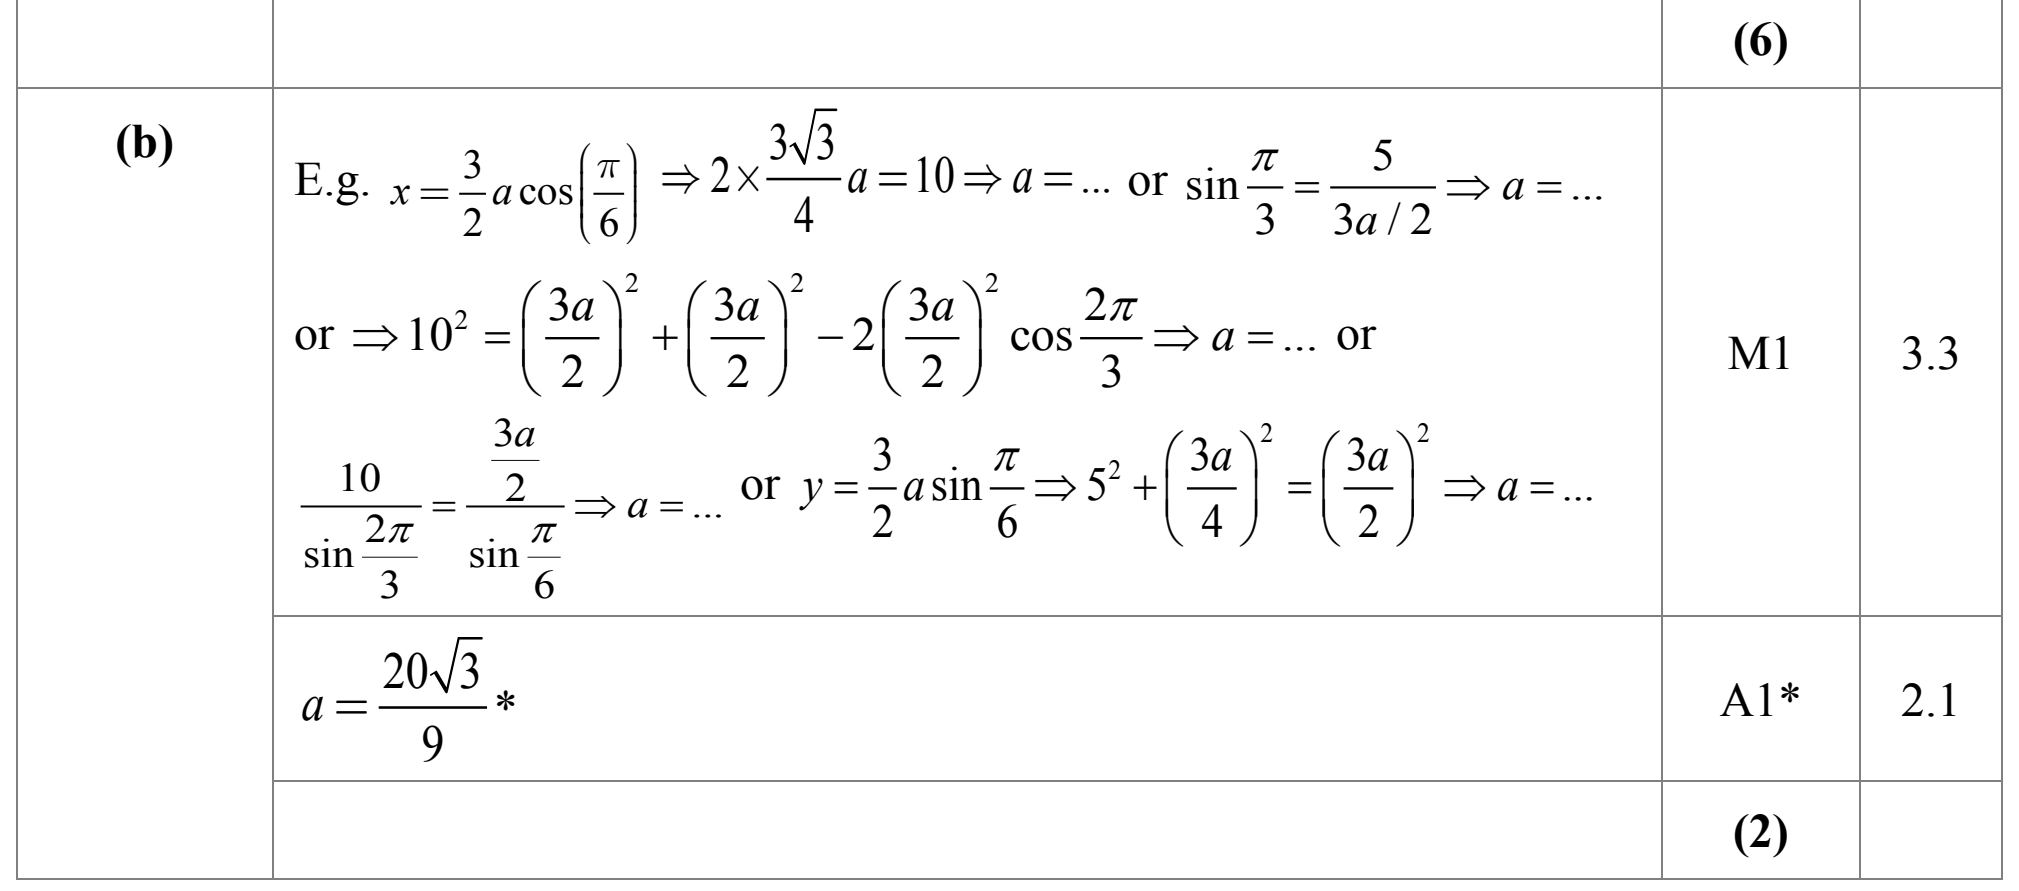 (6)
(b)
E.g. x = 3/2 a cos(π/6) ⇒ 2 × 3√3/4 a = 10 ⇒ a = ... or sin π/3 = 5/(3a / 2) ⇒ a = ...
or ⇒ 10² = (3a/2)² + (3a/2)² − 2(3a/2)² cos 2π/3 ⇒ a = ... or
10/(sin 2π/3) = (3a/2)/(sin π/6) ⇒ a = ... or y = 3/2 a sin π/6 ⇒ 5² + (3a/4)² = (3a/2)² ⇒ a = ...
M1
3.3
a = 20√3/9 *
A1*
2.1
(2)